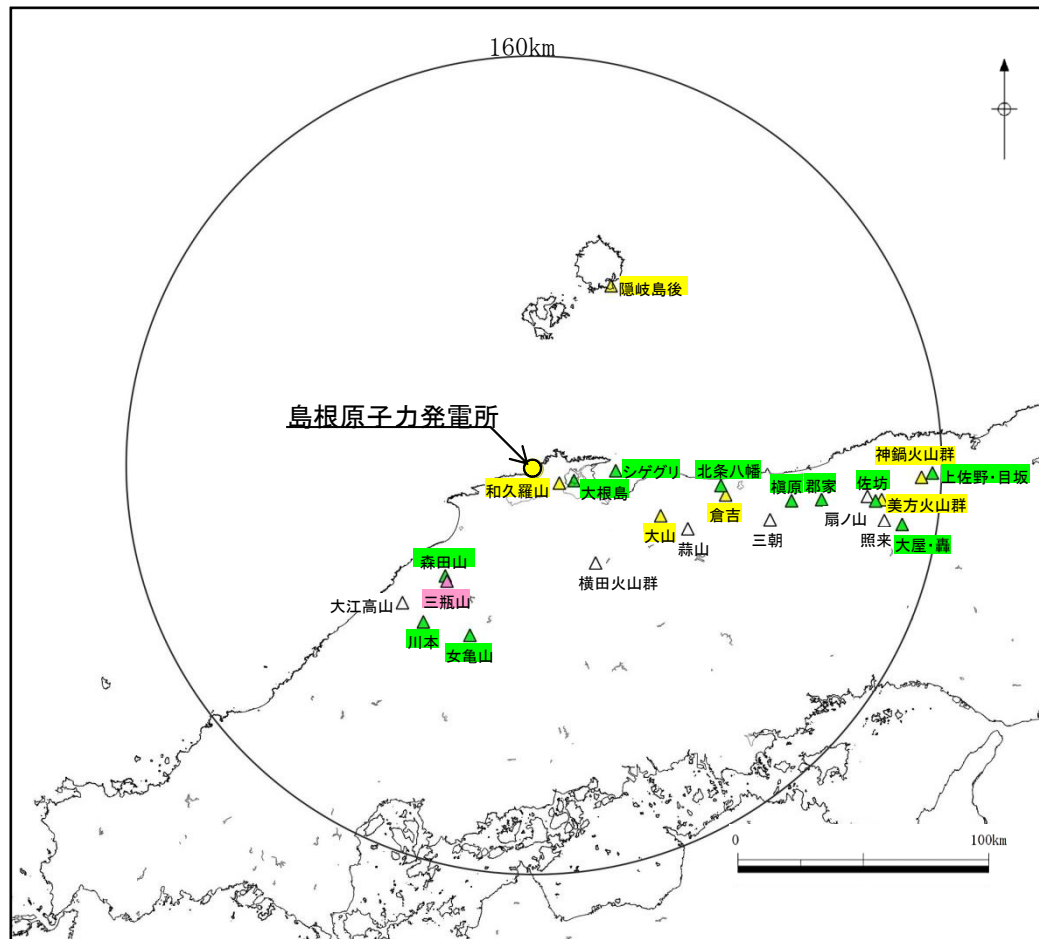 160km
隠岐島後
島根原子力発電所
神鍋火山群
シゲグリ
北条八幡
上佐野・目坂
和久羅山
大根島
槇原
郡家
佐坊
美方火山群
倉吉
扇ノ山
大山
三朝
照来
蒜山
大屋・轟
森田山
横田火山群
三瓶山
大江高山
川本
女亀山
0
100km